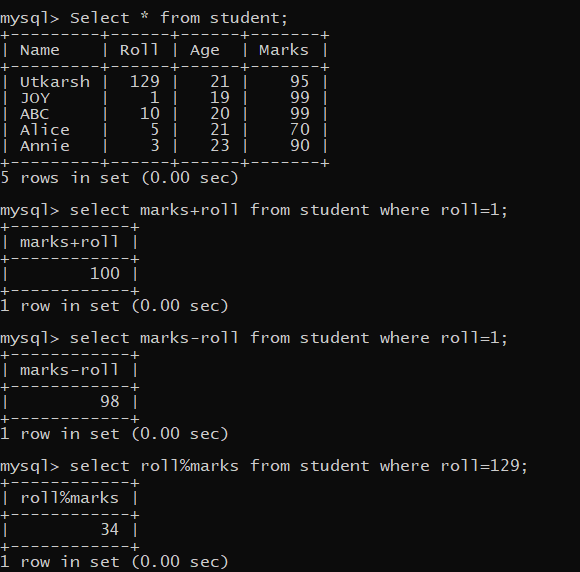 mysql> Select * from student;
+---------+------+------+-------+
| Name    | Roll | Age  | Marks |
+---------+------+------+-------+
| Utkarsh |  129 |   21 |    95 |
| JOY     |    1 |   19 |    99 |
| ABC     |   10 |   20 |    99 |
| Alice   |    5 |   21 |    70 |
| Annie   |    3 |   23 |    90 |
+---------+------+------+-------+
5 rows in set (0.00 sec)
mysql> select marks+roll from student where roll=1;
+------------+
| marks+roll |
+------------+
|        100 |
+------------+
1 row in set (0.00 sec)
mysql> select marks-roll from student where roll=1;
+------------+
| marks-roll |
+------------+
|         98 |
+------------+
1 row in set (0.00 sec)
mysql> select roll%marks from student where roll=129;
+------------+
| roll%marks |
+------------+
|         34 |
+------------+
1 row in set (0.00 sec)